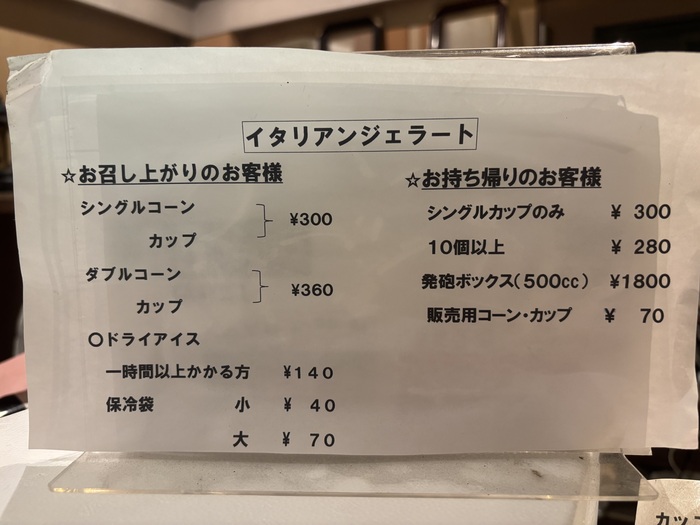 イタリアンジェラート
☆お召し上がりのお客様
シングルコーン
カップ ¥300
ダブルコーン
カップ ¥360
〇ドライアイス
一時間以上かかる方 ¥140
保冷袋 小 ¥ 40
大 ¥ 70
☆お持ち帰りのお客様
シングルカップのみ ¥ 300
10個以上 ¥ 280
発砲ボックス(500cc) ¥1800
販売用コーン・カップ ¥ 70